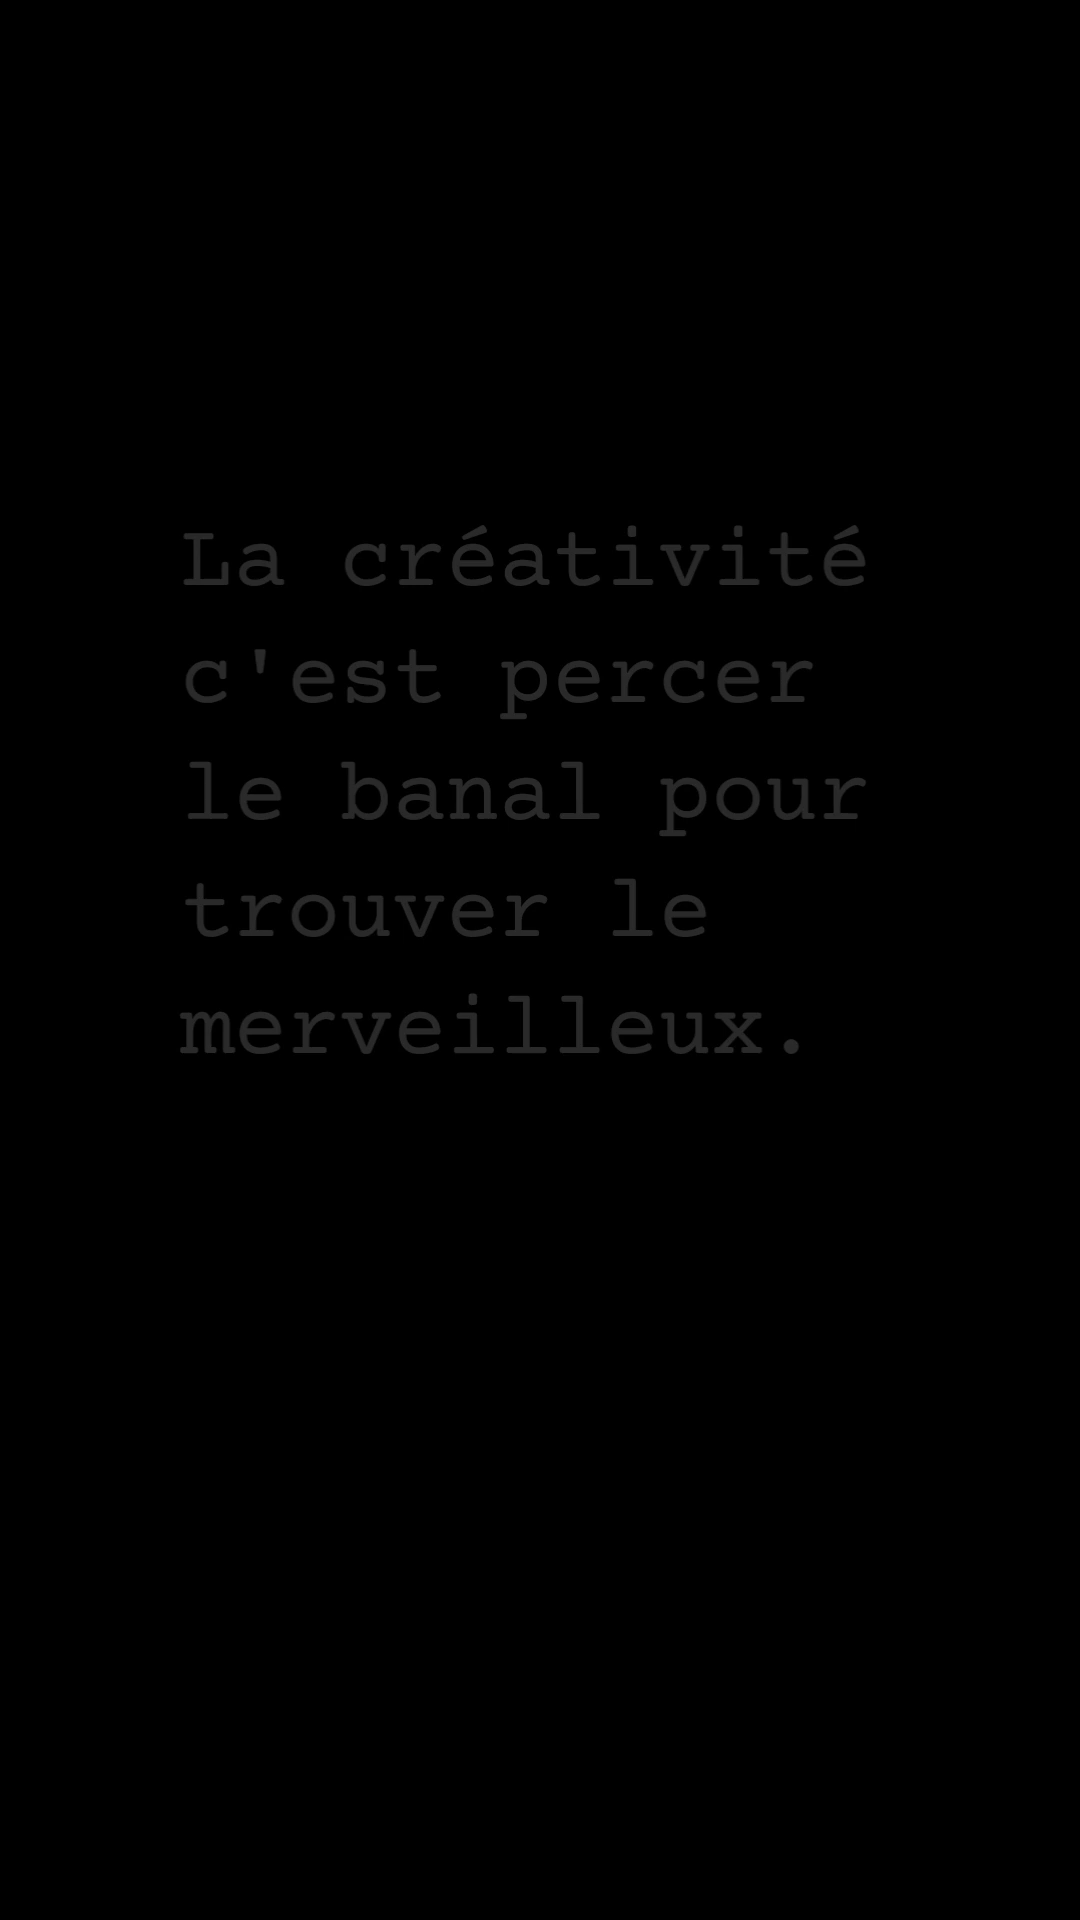 La créativité
c'est percer
le banal pour
trouver le
merveilleux.